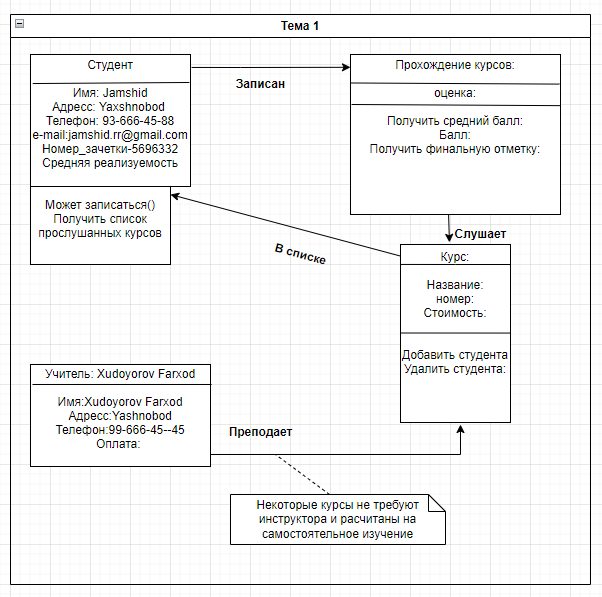 Тема 1
Студент
Имя: Jamshid
Адресс: Yaxshnobod
Телефон: 93-666-45-88
e-mail:jamshid.rr@gmail.com
Номер_зачетки-5696332
Средняя реализуемость
Может записаться()
Получить список
прослушанных курсов
Записан
Прохождение курсов:
оценка:
Получить средний балл:
Балл:
Получить финальную отметку:
Слушает
В списке
Курс:
Название:
номер:
Стоимость:
Добавить студента
Удалить студента:
Учитель: Xudoyorov Farxod
Имя:Xudoyorov Farxod
Адресс:Yashnobod
Телефон:99-666-45--45
Оплата:
Преподает
Некоторые курсы не требуют
инструктора и расчитаны на
самостоятельное изучение